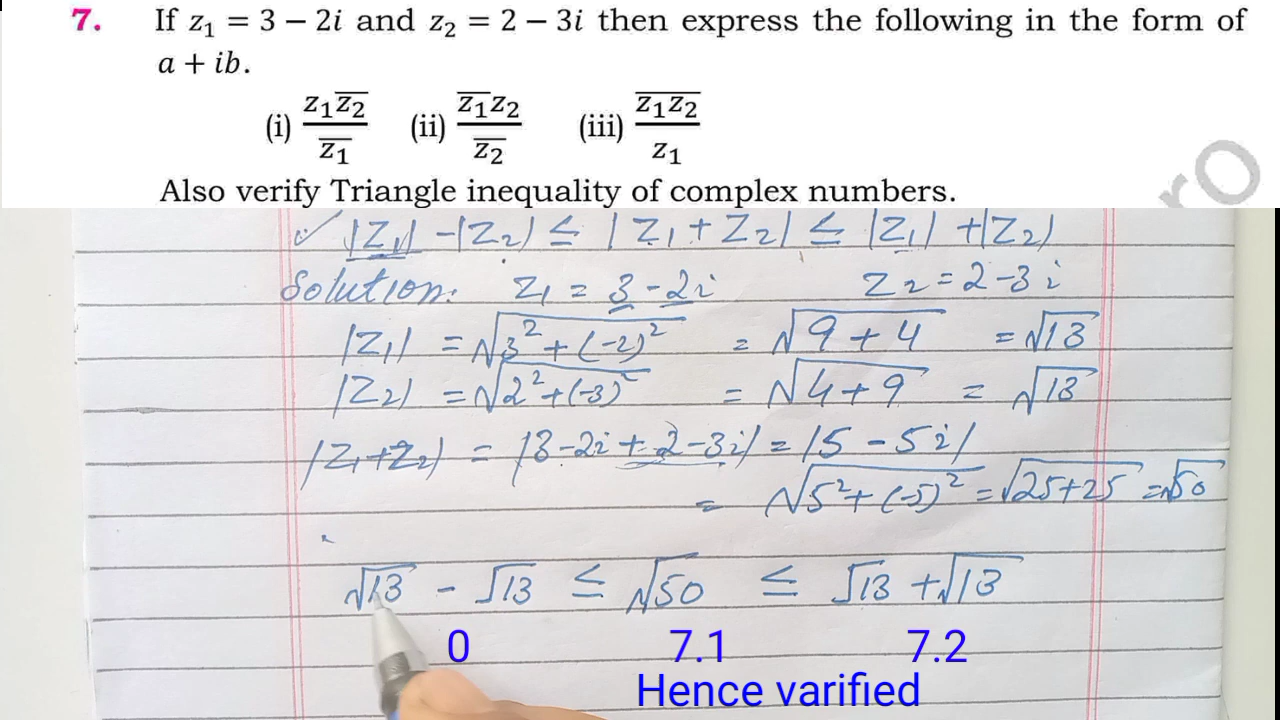 7. If z₁ = 3 − 2i and z₂ = 2 − 3i then express the following in the form of
a + ib.
(i) z₁z̅₂/z̅₁ (ii) z̅₁z₂/z̅₂ (iii) \overline{z₁z₂}/z₁
Also verify Triangle inequality of complex numbers.
ro
✓ |Z₁| - |Z₂| ≤ |Z₁ + Z₂| ≤ |Z₁| + |Z₂|
Solution: Z₁ = 3 - 2i Z₂ = 2 - 3i
|Z₁| = √(3² + (-2)²) = √(9 + 4) = √13
|Z₂| = √(2² + (-3)²) = √(4 + 9) = √13
|Z₁+Z₂| = |3-2i + 2-3i| = |5 - 5i|
= √(5² + (-5)²) = √(25+25) = √50
√13 - √13 ≤ √50 ≤ √13 + √13
0 7.1 7.2
Hence varified